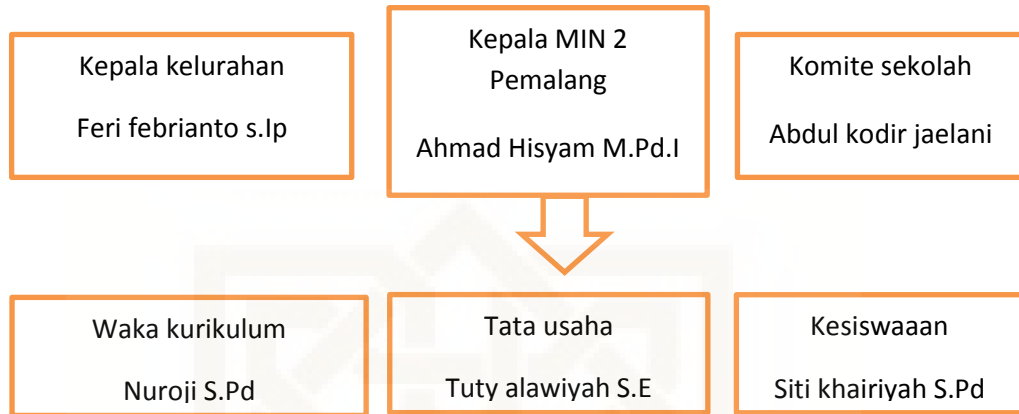 Kepala kelurahan
Feri febrianto s.Ip
Kepala MIN 2
Pemalang
Ahmad Hisyam M.Pd.I
Komite sekolah
Abdul kodir jaelani
Waka kurikulum
Nuroji S.Pd
Tata usaha
Tuty alawiyah S.E
Kesiswaaan
Siti khairiyah S.Pd